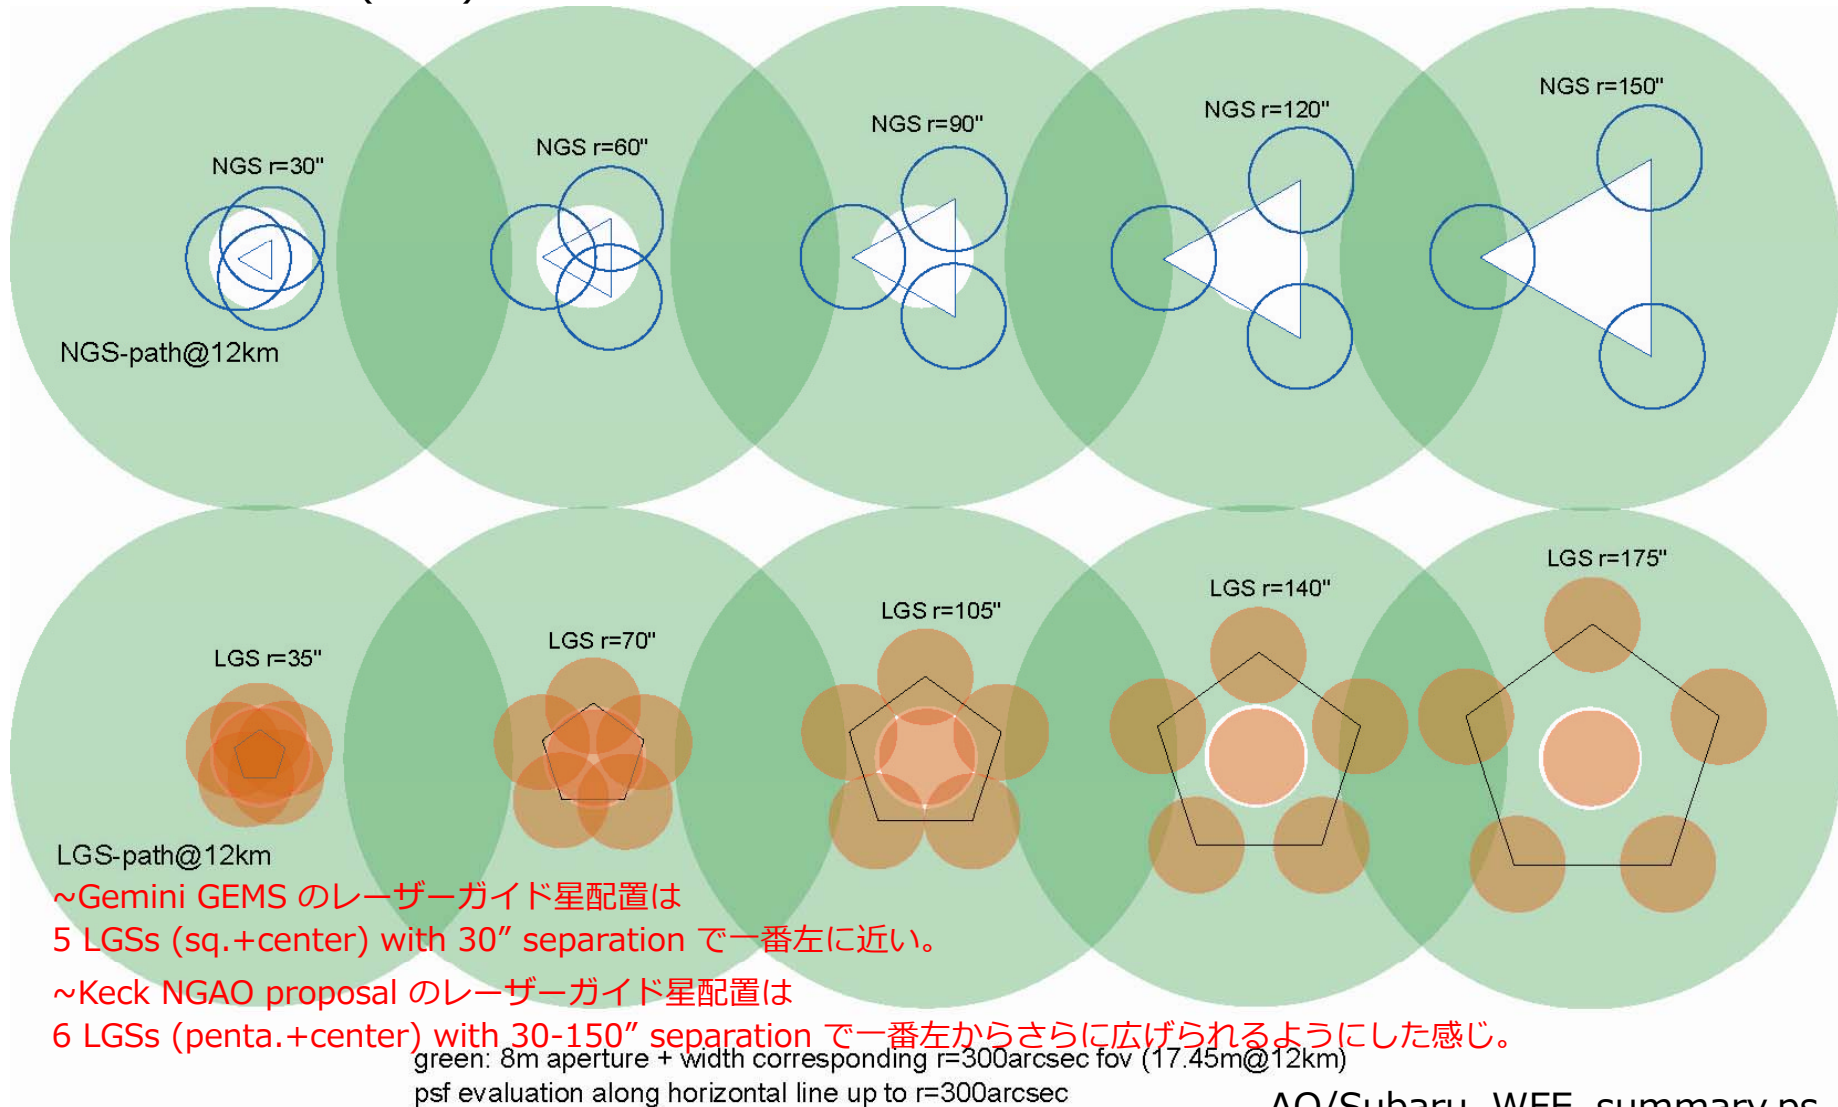 NGS r=30"
NGS r=60"
NGS r=90"
NGS r=120"
NGS r=150"
NGS-path@12km
LGS r=35"
LGS r=70"
LGS r=105"
LGS r=140"
LGS r=175"
LGS-path@12km
~Gemini GEMS のレーザーガイド星配置は
5 LGSs (sq.+center) with 30” separation で一番左に近い。
~Keck NGAO proposal のレーザーガイド星配置は
6 LGSs (penta.+center) with 30-150” separation で一番左からさらに広げられるようにした感じ。
green: 8m aperture + width corresponding r=300arcsec fov (17.45m@12km)
psf evaluation along horizontal line up to r=300arcsec